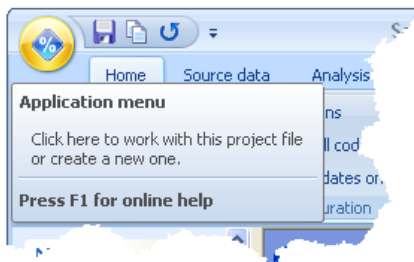 Home Source data Analysis
Application menu
Click here to work with this project file
or create a new one.
Press F1 for online help